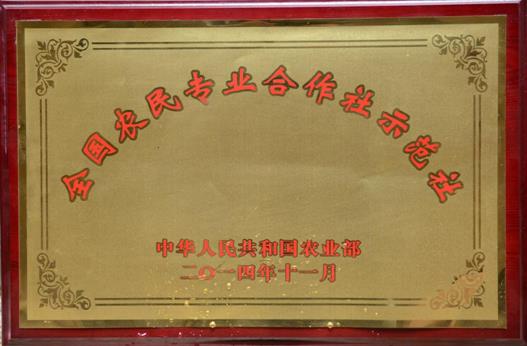 全国农民专业合作社示范社
中华人民共和国农业部
二〇一四年十一月